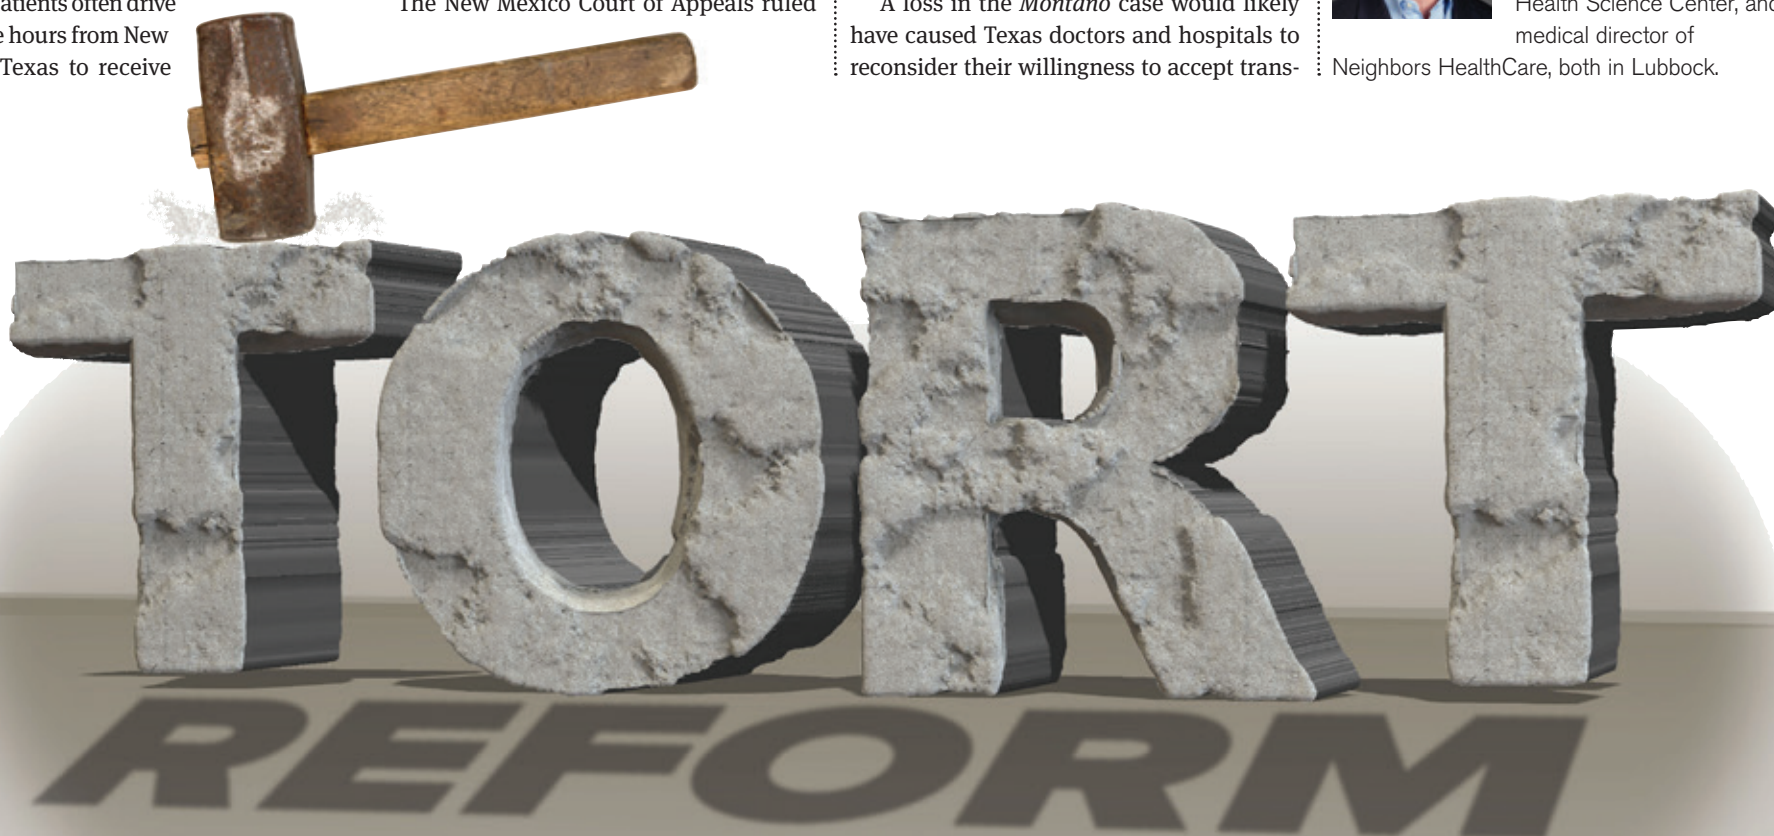 atients often drive
hours from New
Texas to receive
The New Mexico Court of Appeals ruled
A loss in the Montano case would likely
have caused Texas doctors and hospitals to
reconsider their willingness to accept trans-
Health Science Center, and
medical director of
Neighbors HealthCare, both in Lubbock.
TORT
REFORM